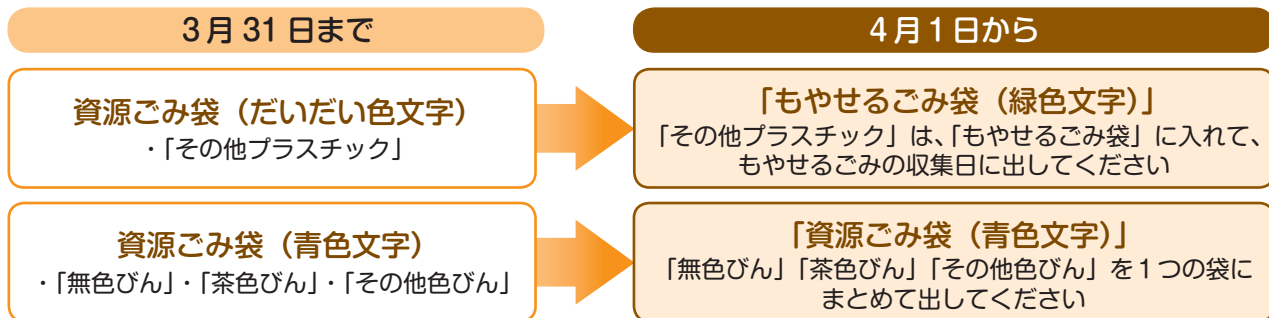 3月31日まで
4月1日から
資源ごみ袋（だいだい色文字）
・「その他プラスチック」
「もやせるごみ袋（緑色文字）」
「その他プラスチック」は、「もやせるごみ袋」に入れて、
もやせるごみの収集日に出してください
資源ごみ袋（青色文字）
・「無色びん」・「茶色びん」・「その他色びん」
「資源ごみ袋（青色文字）」
「無色びん」「茶色びん」「その他色びん」を1つの袋に
まとめて出してください